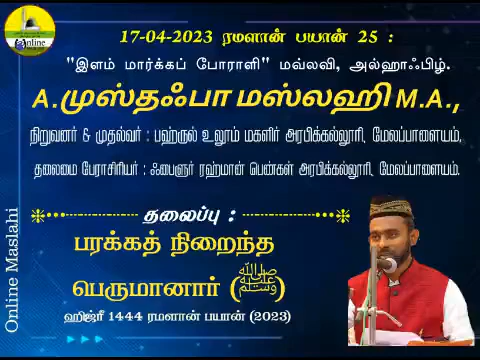 17-04-2023 ரமளான் பயான் 25 :
"இளம் மார்க்கப் போராளி" மவ்லவி, அல்ஹாஃபிழ்.
A.முஸ்தஃபா மஸ்லஹி M.A.,
நிறுவனர் & முதல்வர் : பஹ்ருல் உலூம் மகளிர் அரபிக்கல்லூரி, மேலப்பாளையம்,
தலைமை பேராசிரியர் : ஃபைளுர் ரஹ்மான் பெண்கள் அரபிக்கல்லூரி, மேலப்பாளையம்.
தலைப்பு :
பரக்கத் நிறைந்த
பெருமானார் (ﷺ)
ஹிஜ்ரீ 1444 ரமளான் பயான் (2023)
Online Maslahi
Online